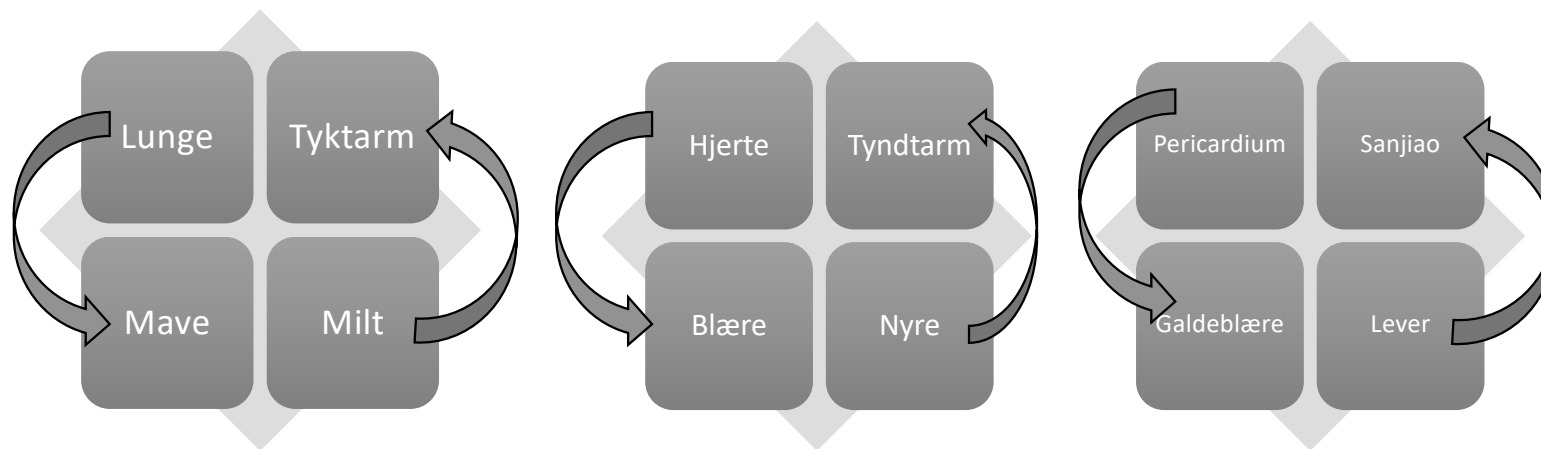 Lunge
Tyktarm
Mave
Milt
Hjerte
Tyndtarm
Blære
Nyre
Pericardium
Sanjiao
Galdeblære
Lever